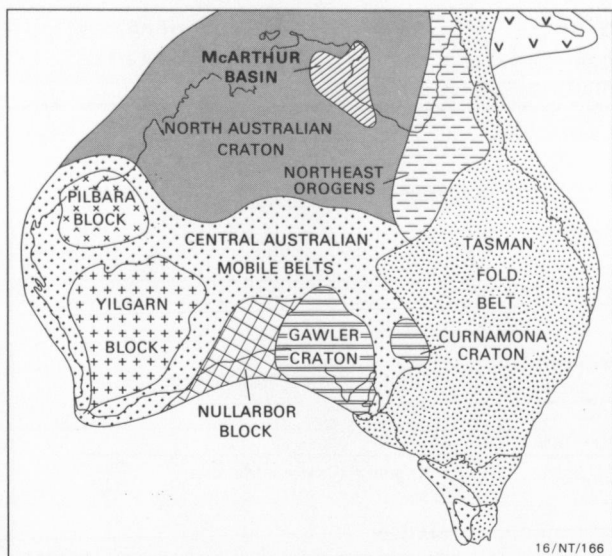 McARTHUR
BASIN
NORTH AUSTRALIAN
CRATON
NORTHEAST
OROGENS
PILBARA
BLOCK
CENTRAL AUSTRALIAN
MOBILE BELTS
TASMAN
FOLD
BELT
YILGARN
BLOCK
GAWLER
CRATON
CURNAMONA
CRATON
NULLARBOR
BLOCK
16/NT/166